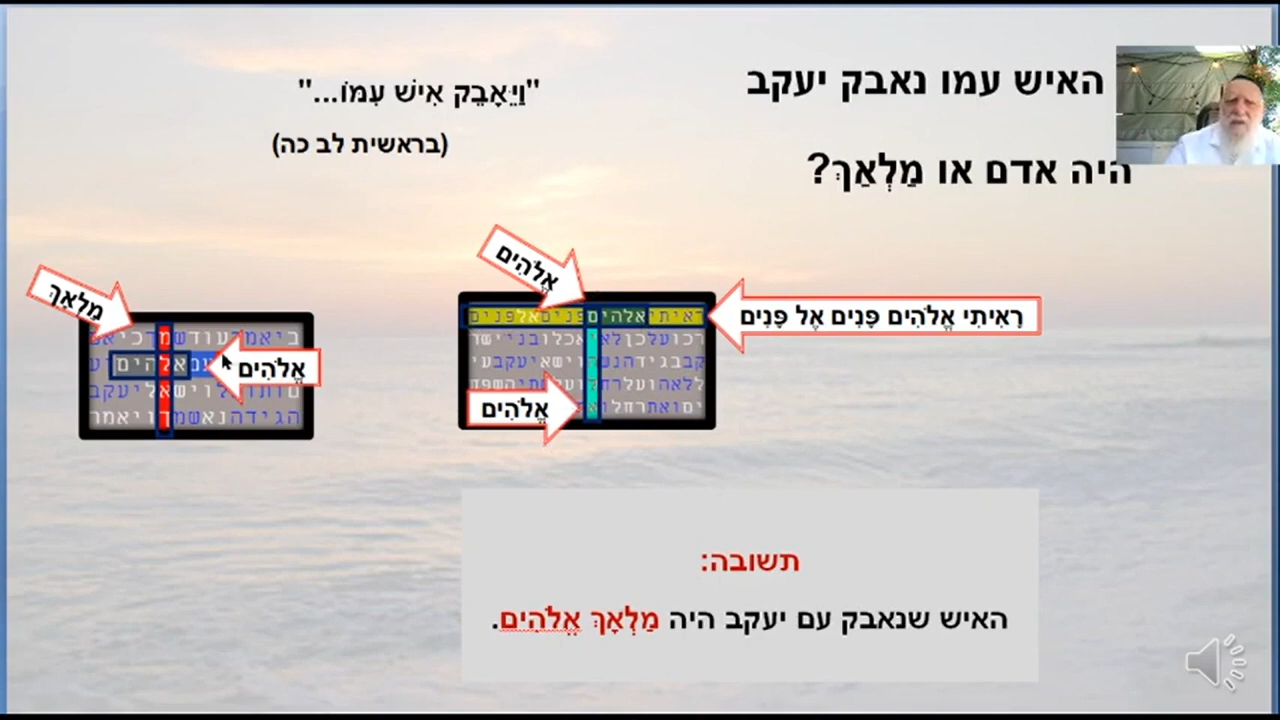 האיש עמו נאבק יעקב
היה אדם או מַלְאַךְ?
"וַיֵּאָבֵק אִישׁ עִמּוֹ..."
(בראשית לב כה)
אֱלֹהִים
רָאִיתִי אֱלֹהִים פָּנִים אֶל פָּנִים
ראיתיאלהיםפניםאלפנים
אֱלֹהִים
מַלְאָךְ
אֱלֹהִים
תשובה:
האיש שנאבק עם יעקב היה מַלְאָךְ אֱלֹהִים.